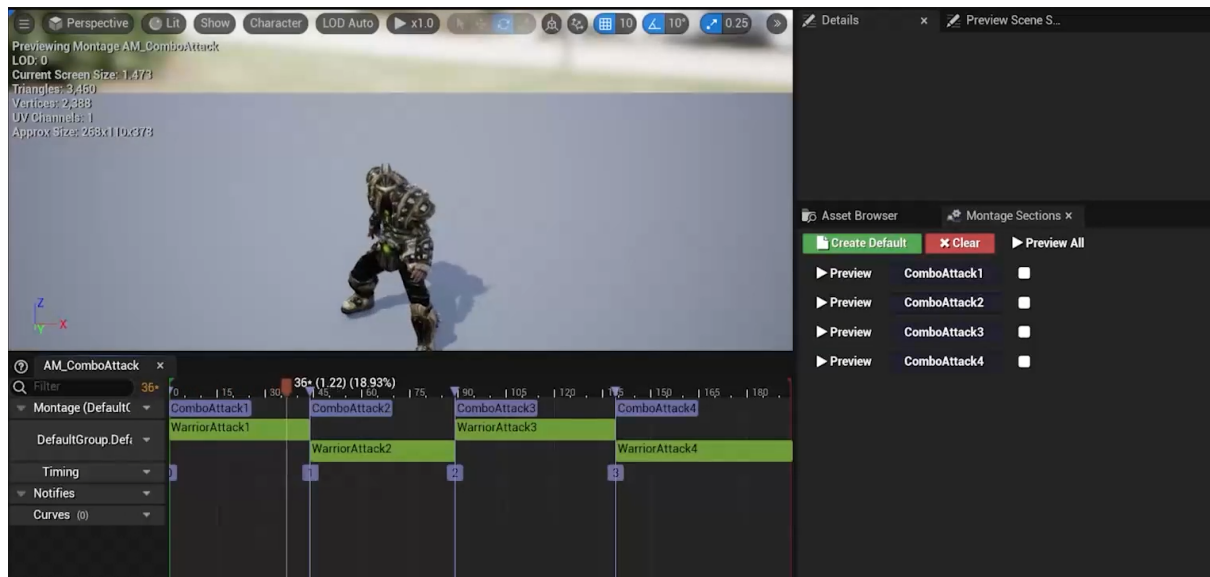 Perspective Lit Show Character LOD Auto x1.0 10 10° 0.25
Previewing Montage AM_ComboAttack
LOD: 0
Current Screen Size: 1.473
Triangles: 3,450
Vertices: 2,388
UV Channels: 1
Approx Size: 268x110x373
Z
Y X
Details × Preview Scene S...
Asset Browser Montage Sections ×
Create Default Clear Preview All
Preview ComboAttack1
Preview ComboAttack2
Preview ComboAttack3
Preview ComboAttack4
AM_ComboAttack ×
Filter 36*
36* (1.22) (18.93%)
0 15 30 45 60 75 90 105 120 135 150 165 180
Montage (Default( ComboAttack1 ComboAttack2 ComboAttack3 ComboAttack4
DefaultGroup.Defa WarriorAttack1 WarriorAttack3
WarriorAttack2 WarriorAttack4
Timing 1 2 3
Notifies
Curves (0)